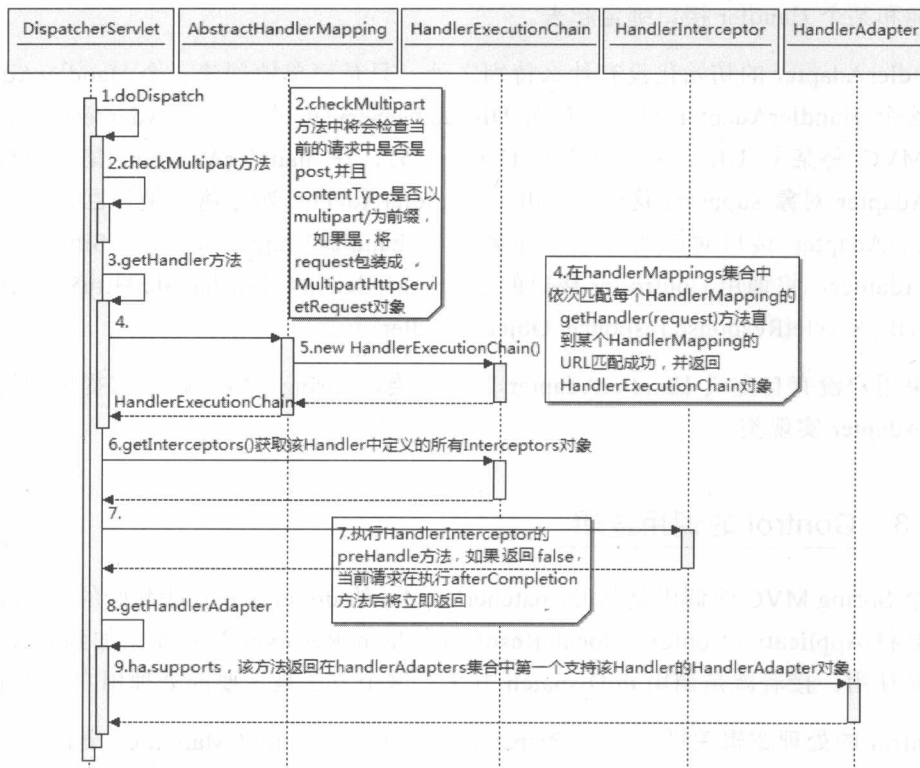 DispatcherServlet
AbstractHandlerMapping
HandlerExecutionChain
HandlerInterceptor
HandlerAdapter
1.doDispatch
2.checkMultipart
方法中将会检查当
前的请求中是否是
post,并且
contentType是否以
multipart/为前缀，
如果是，将
request包装成，
MultipartHttpServl
etRequest对象
2.checkMultipart方法
3.getHandler方法
4.在handlerMappings集合中
依次匹配每个HandlerMapping的
getHandler(request)方法直
到某个HandlerMapping的
URL匹配成功，并返回
HandlerExecutionChain对象
4.
5.new HandlerExecutionChain()
HandlerExecutionChain
6.getInterceptors()获取该Handler中定义的所有Interceptors对象
7.
7.执行HandlerInterceptor的
preHandle方法，如果返回false，
当前请求在执行afterCompletion
方法后将立即返回
8.getHandlerAdapter
9.ha.supports，该方法返回在handlerAdapters集合中第一个支持该Handler的HandlerAdapter对象